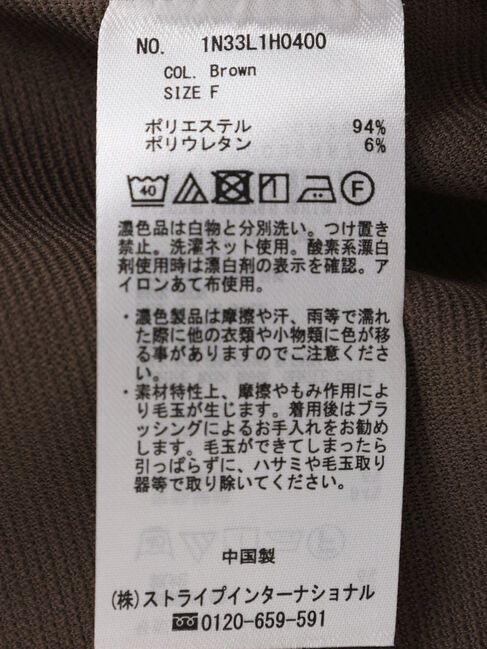 NO. 1N33L1H0400
COL. Brown
SIZE F
ポリエステル 94%
ポリウレタン 6%
40 F
濃色品は白物と分別洗い。つけ置き
禁止。洗濯ネット使用。酸素系漂白
剤使用時は漂白剤の表示を確認。ア
イロンあて布使用。
・濃色製品は摩擦や汗、雨等で濡れ
た際に他の衣類や小物類に色が移
る事がありますのでご注意くださ
い。
・素材特性上、摩擦やもみ作用によ
り毛玉が生じます。着用後はブラ
ッシングによるお手入れをお勧め
します。毛玉ができてしまったら
引っぱらずに、ハサミや毛玉取り
器等で取り除いてください。
中国製
(株)ストライプインターナショナル
0120-659-591